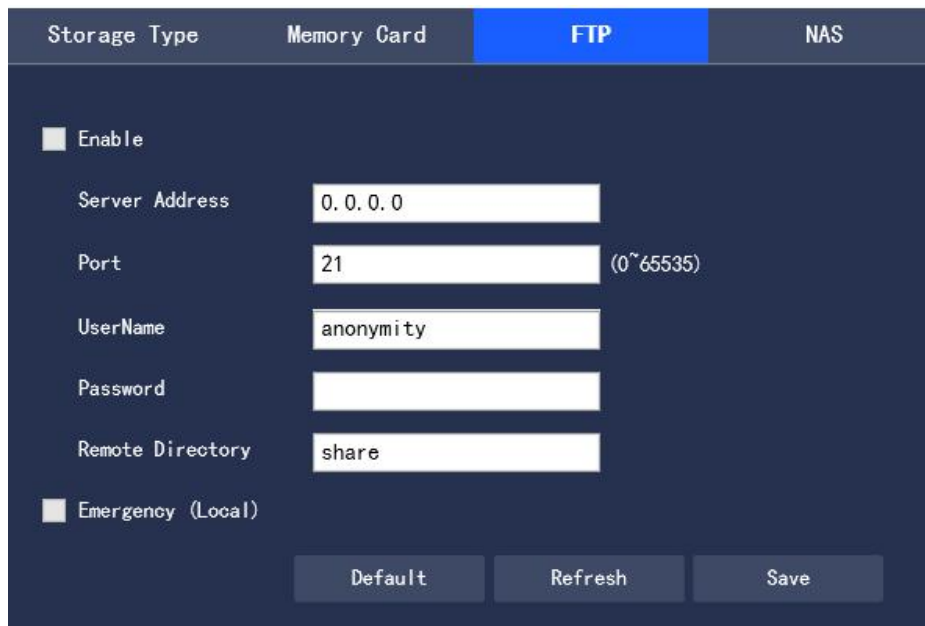 Storage Type Memory Card FTP NAS
Enable
Server Address 0.0.0.0
Port 21 (0~65535)
UserName anonymity
Password
Remote Directory share
Emergency (Local)
Default Refresh Save